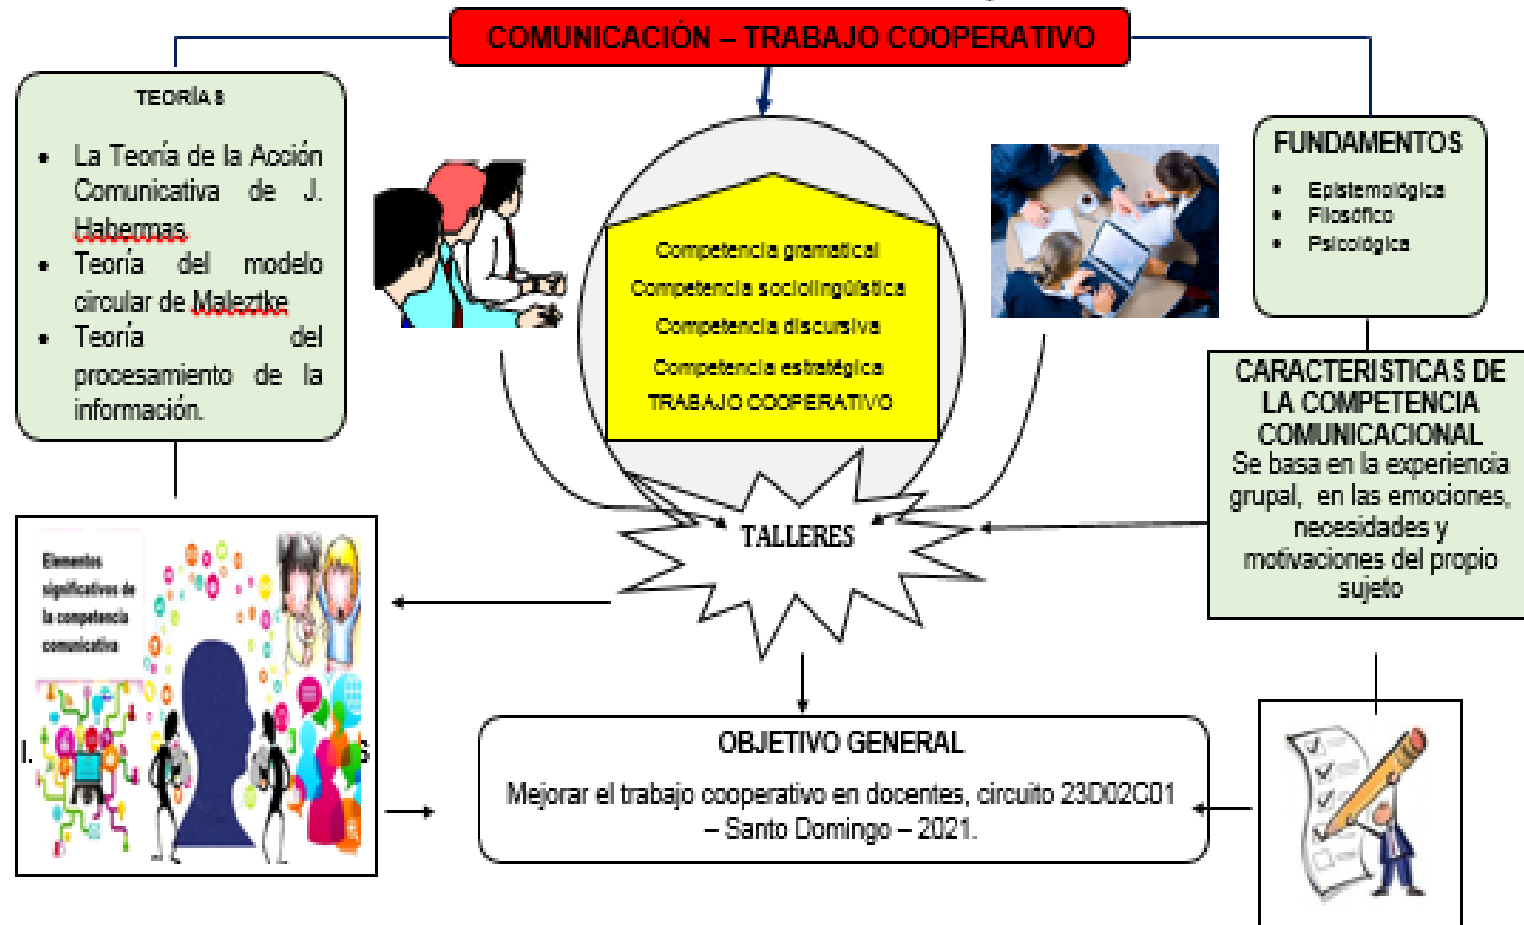 COMUNICACIÓN – TRABAJO COOPERATIVO
TEORÍAS
• La Teoría de la Acción
Comunicativa de J.
Habermas
• Teoría del modelo
circular de Maleztke
• Teoría del
procesamiento de la
información.
Competencia gramatical
Competencia sociolingüística
Competencia discursiva
Competencia estratégica
TRABAJO COOPERATIVO
FUNDAMENTOS
• Epistemológica
• Filosófico
• Psicológica
CARACTERISTICAS DE
LA COMPETENCIA
COMUNICACIONAL
Se basa en la experiencia
grupal, en las emociones,
necesidades y
motivaciones del propio
sujeto
TALLERES
Elementos
significativos de
la competencia
comunicativa
I.
S
OBJETIVO GENERAL
Mejorar el trabajo cooperativo en docentes, circuito 23D02C01
– Santo Domingo – 2021.